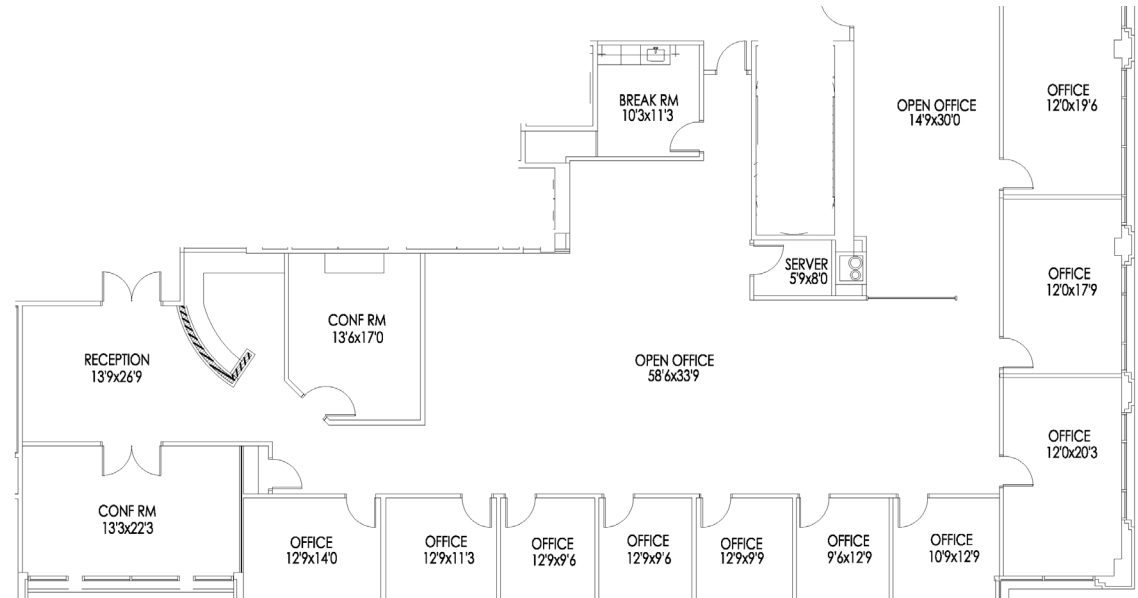 BREAK RM
10'3x11'3
OPEN OFFICE
14'9x30'0
OFFICE
12'0x19'6
SERVER
5'9x8'0
OFFICE
12'0x17'9
CONF RM
13'6x17'0
RECEPTION
13'9x26'9
OPEN OFFICE
58'6x33'9
OFFICE
12'0x20'3
CONF RM
13'3x22'3
OFFICE
12'9x14'0
OFFICE
12'9x11'3
OFFICE
12'9x9'6
OFFICE
12'9x9'6
OFFICE
12'9x9'9
OFFICE
9'6x12'9
OFFICE
10'9x12'9